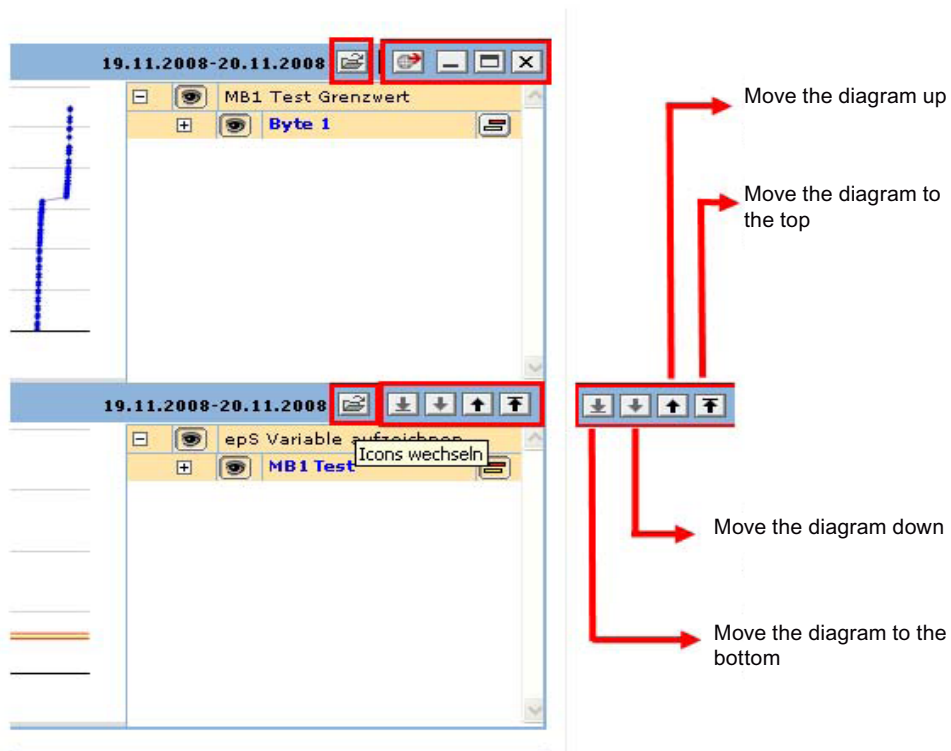 19.11.2008-20.11.2008
MB1 Test Grenzwert
Byte 1
19.11.2008-20.11.2008
epS Variable aufzeichnen
Icons wechseln
MB1 Test
Move the diagram up
Move the diagram to
the top
Move the diagram down
Move the diagram to the
bottom